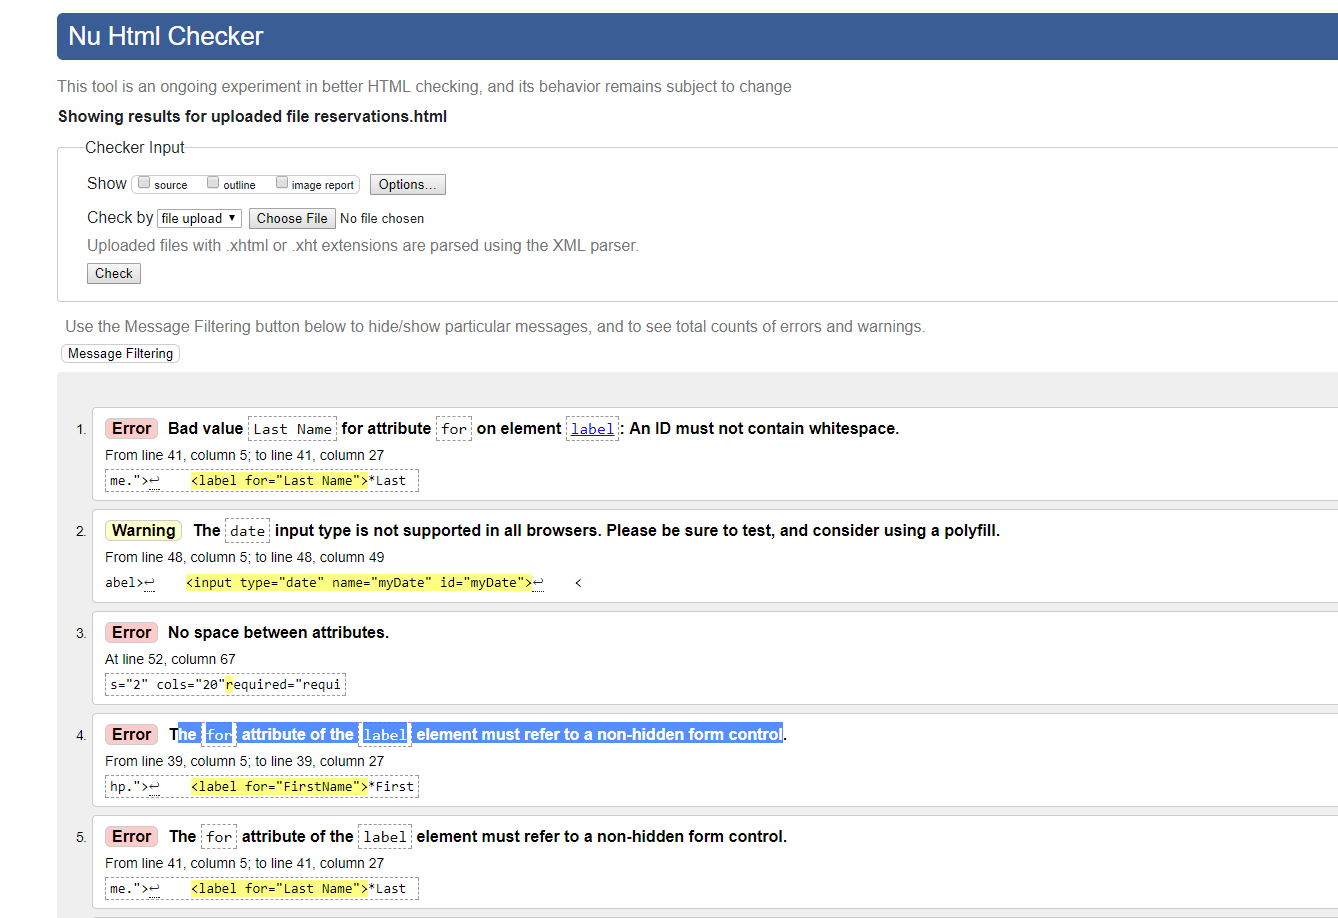 Nu Html Checker
This tool is an ongoing experiment in better HTML checking, and its behavior remains subject to change
Showing results for uploaded file reservations.html
Checker Input
Show source outline image report Options...
Check by file upload ▼ Choose File No file chosen
Uploaded files with .xhtml or .xht extensions are parsed using the XML parser.
Check
Use the Message Filtering button below to hide/show particular messages, and to see total counts of errors and warnings.
Message Filtering
1. Error Bad value Last Name for attribute for on element label: An ID must not contain whitespace.
From line 41, column 5; to line 41, column 27
me.">↩ <label for="Last Name">*Last
2. Warning The date input type is not supported in all browsers. Please be sure to test, and consider using a polyfill.
From line 48, column 5; to line 48, column 49
abel>↩ <input type="date" name="myDate" id="myDate">↩ <
3. Error No space between attributes.
At line 52, column 67
s="2" cols="20"required="requi
4. Error The for attribute of the label element must refer to a non-hidden form control.
From line 39, column 5; to line 39, column 27
hp.">↩ <label for="FirstName">*First
5. Error The for attribute of the label element must refer to a non-hidden form control.
From line 41, column 5; to line 41, column 27
me.">↩ <label for="Last Name">*Last